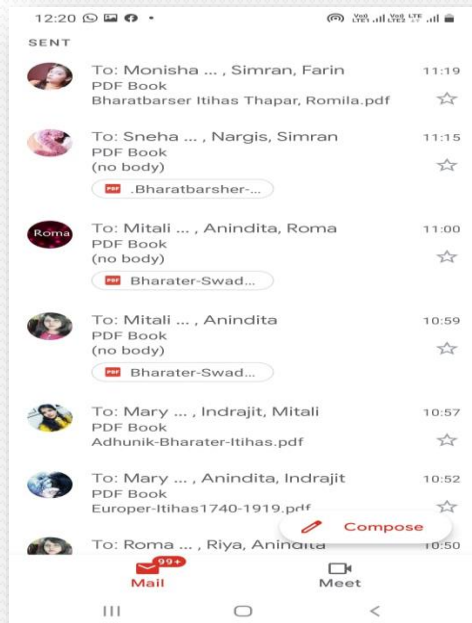 12:20
SENT
To: Monisha ... , Simran, Farin 11:19
PDF Book
Bharatbarser Itihas Thapar, Romila.pdf
To: Sneha ... , Nargis, Simran 11:15
PDF Book
(no body)
PDF .Bharatbarsher-...
Roma To: Mitali ... , Anindita, Roma 11:00
PDF Book
(no body)
PDF Bharater-Swad...
To: Mitali ... , Anindita 10:59
PDF Book
(no body)
PDF Bharater-Swad...
To: Mary ... , Indrajit, Mitali 10:57
PDF Book
Adhunik-Bharater-Itihas.pdf
To: Mary ... , Anindita, Indrajit 10:52
PDF Book
Europer-Itihas1740-1919.pdf
Compose
To: Roma ... , Riya, Anindita 10:50
99+
Mail Meet